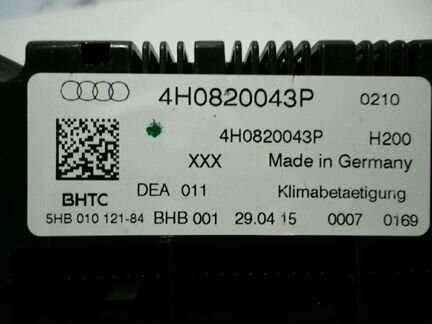 4H0820043P 0210
4H0820043P H200
XXX Made in Germany
DEA 011 Klimabetaetigung
BHTC
5HB 010 121-84 BHB 001 29.04 15 0007 0169